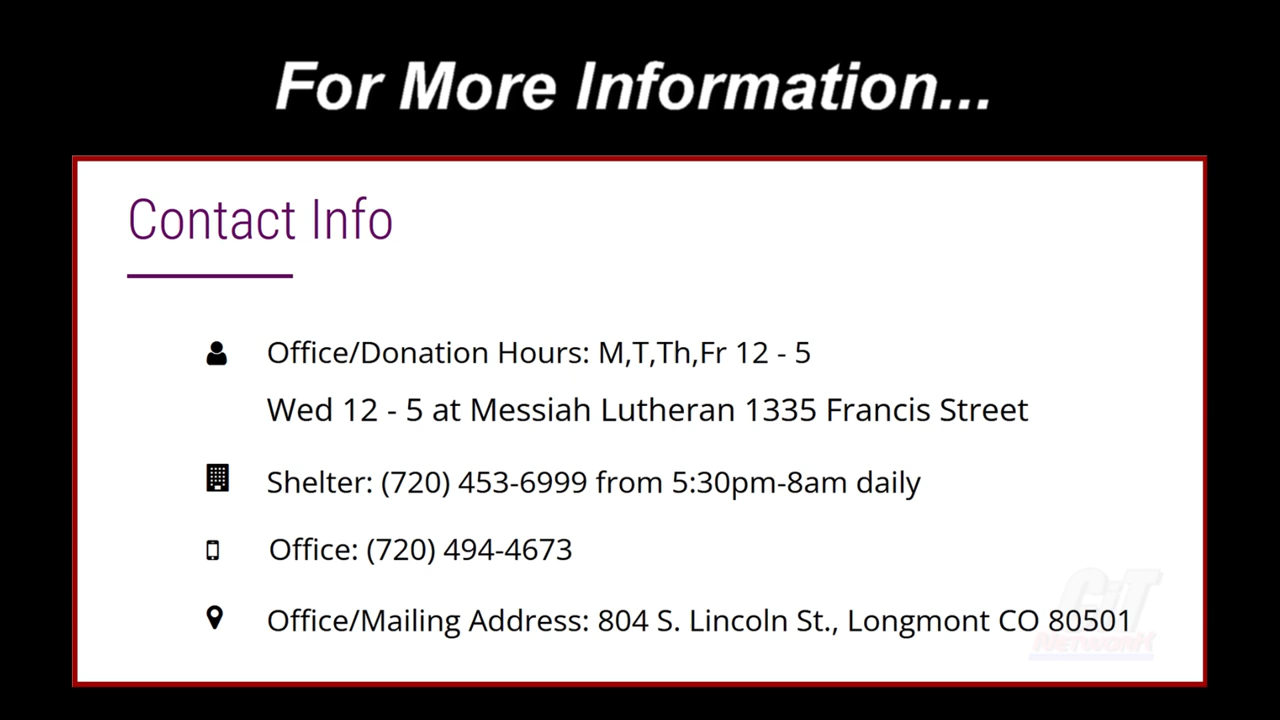 For More Information...
Contact Info
Office/Donation Hours: M,T,Th,Fr 12 - 5
Wed 12 - 5 at Messiah Lutheran 1335 Francis Street
Shelter: (720) 453-6999 from 5:30pm-8am daily
Office: (720) 494-4673
Office/Mailing Address: 804 S. Lincoln St., Longmont CO 80501
GiT
NETWORK